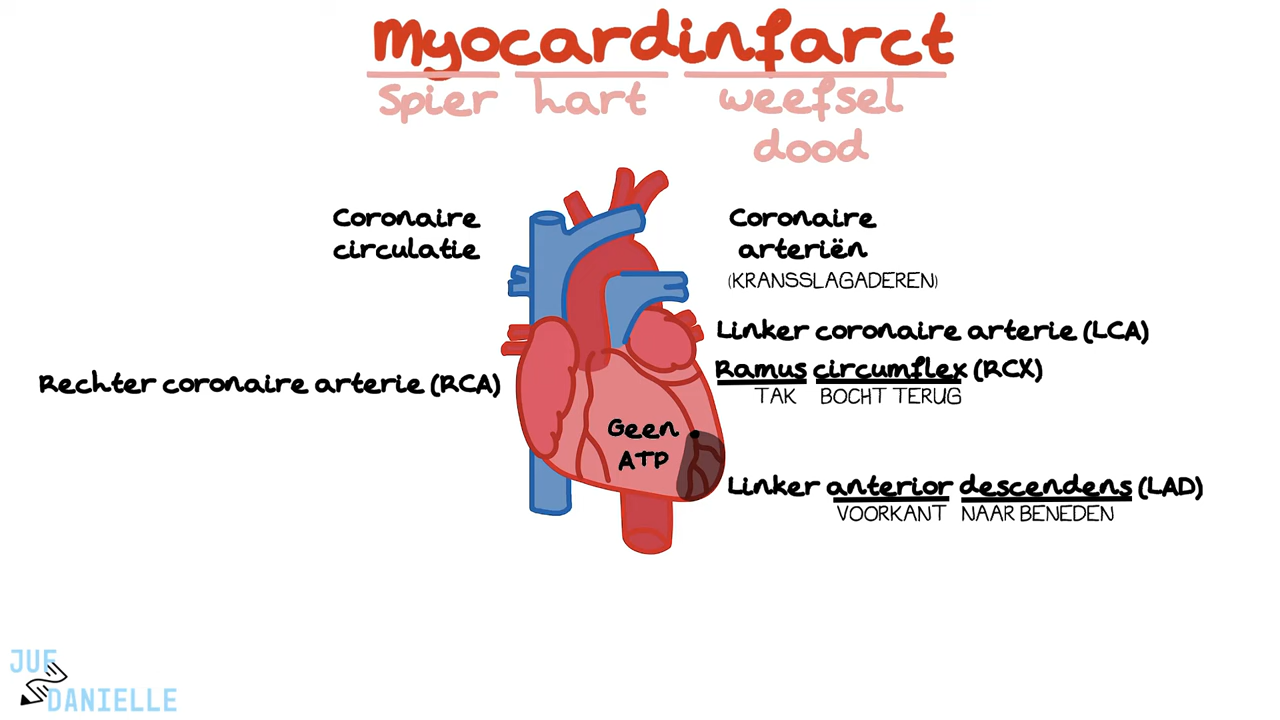 Myocardinfarct
Spier hart weefsel
dood
Coronaire
circulatie
Coronaire
arteriën
(KRANSSLAGADEREN)
Linker coronaire arterie (LCA)
Ramus circumflex (RCX)
TAK BOCHT TERUG
Rechter coronaire arterie (RCA)
Geen
ATP
Linker anterior descendens (LAD)
VOORKANT NAAR BENEDEN
JUF
DANIELLE